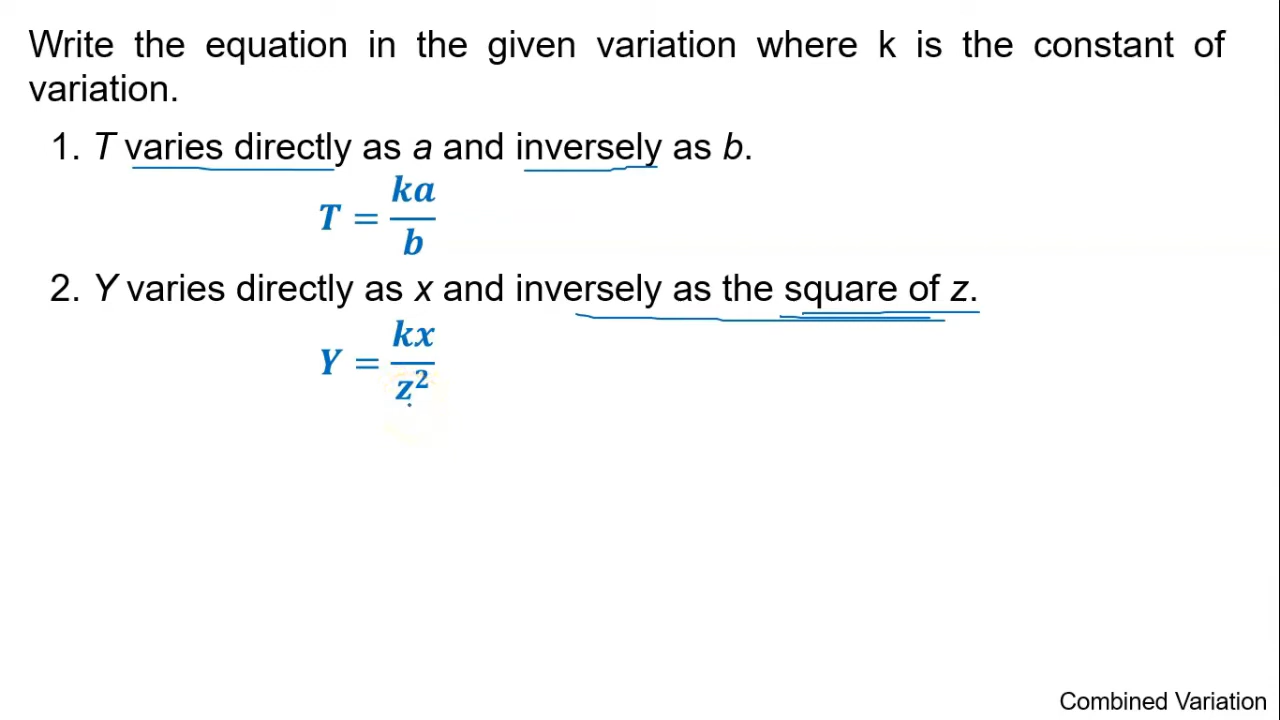 Write the equation in the given variation where k is the constant of
variation.
1. T varies directly as a and inversely as b.
T = ka/b
2. Y varies directly as x and inversely as the square of z.
Y = kx/z²
Combined Variation